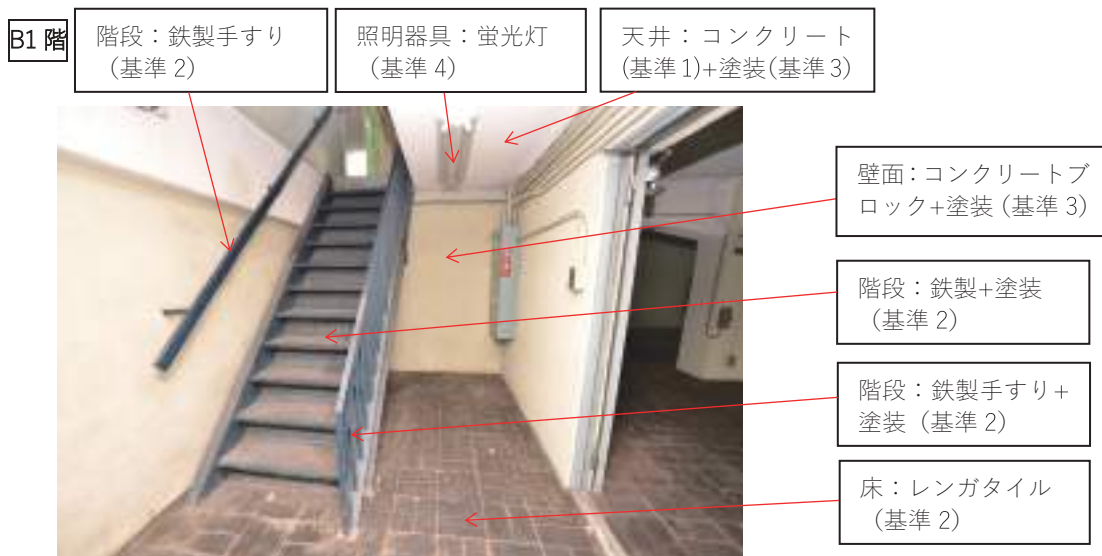 B1 階
階段：鉄製手すり
（基準 2）
照明器具：蛍光灯
（基準 4）
天井：コンクリート
(基準 1)+塗装(基準 3)
壁面：コンクリートブ
ロック+塗装 (基準 3)
階段：鉄製+塗装
（基準 2）
階段：鉄製手すり+
塗装（基準 2）
床：レンガタイル
（基準 2）